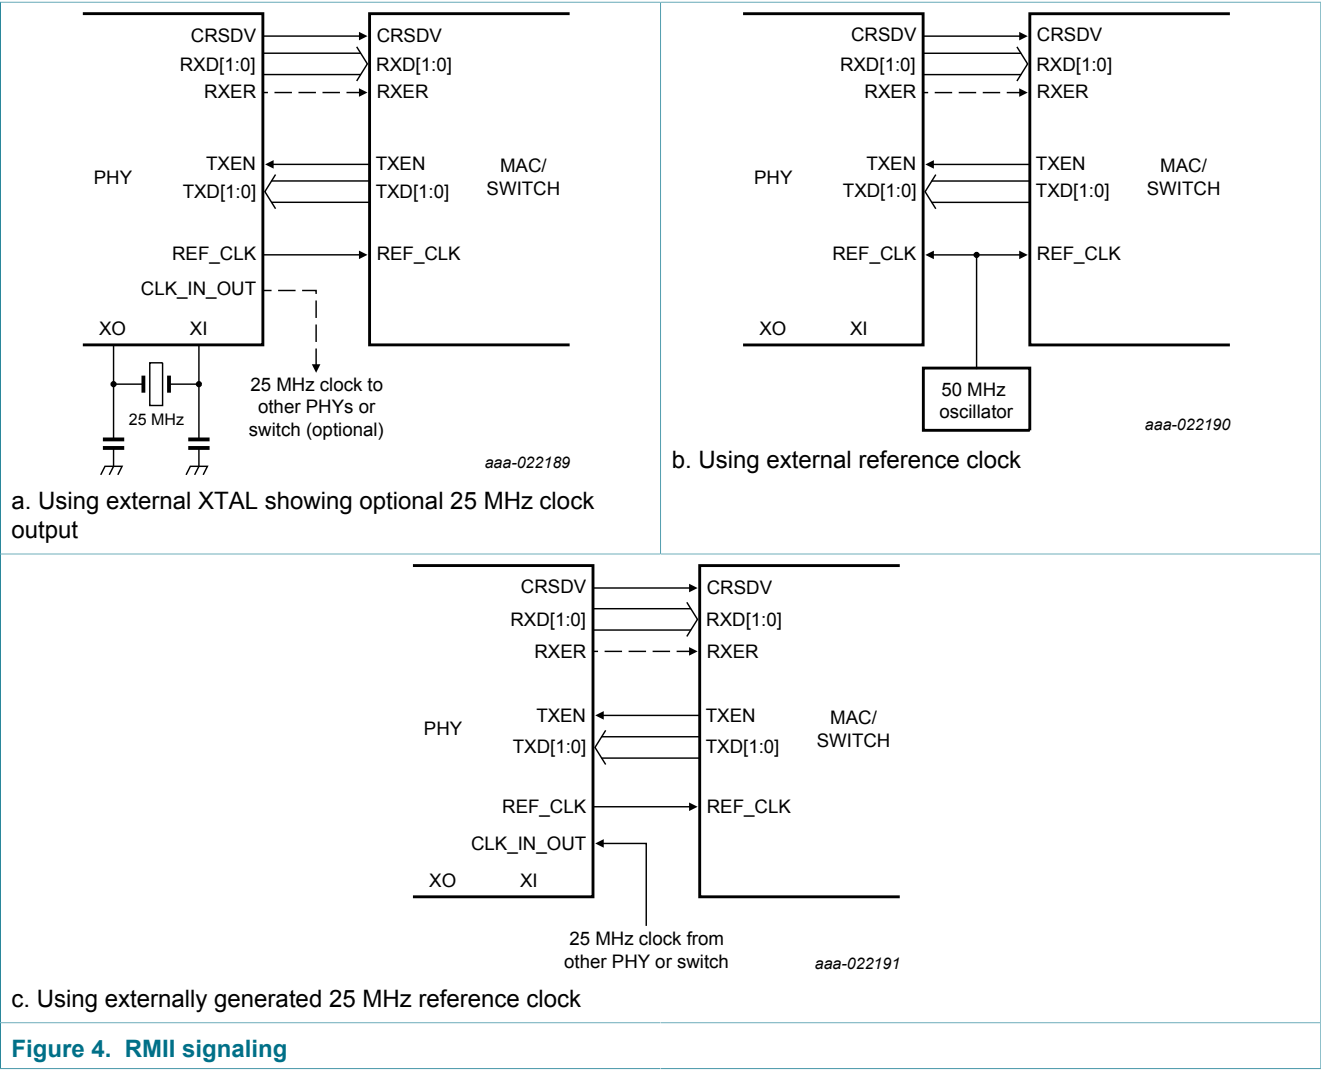 CRSDV
CRSDV
RXD[1:0]
RXD[1:0]
RXER
RXER
TXEN
TXEN
PHY
MAC/
SWITCH
TXD[1:0]
TXD[1:0]
REF_CLK
REF_CLK
CLK_IN_OUT
XO
XI
25 MHz
25 MHz clock to
other PHYs or
switch (optional)
aaa-022189
a. Using external XTAL showing optional 25 MHz clock
output
CRSDV
CRSDV
RXD[1:0]
RXD[1:0]
RXER
RXER
TXEN
TXEN
PHY
MAC/
SWITCH
TXD[1:0]
TXD[1:0]
REF_CLK
REF_CLK
XO
XI
50 MHz
oscillator
aaa-022190
b. Using external reference clock
CRSDV
CRSDV
RXD[1:0]
RXD[1:0]
RXER
RXER
TXEN
TXEN
PHY
MAC/
SWITCH
TXD[1:0]
TXD[1:0]
REF_CLK
REF_CLK
CLK_IN_OUT
XO
XI
25 MHz clock from
other PHY or switch
aaa-022191
c. Using externally generated 25 MHz reference clock
Figure 4. RMII signaling